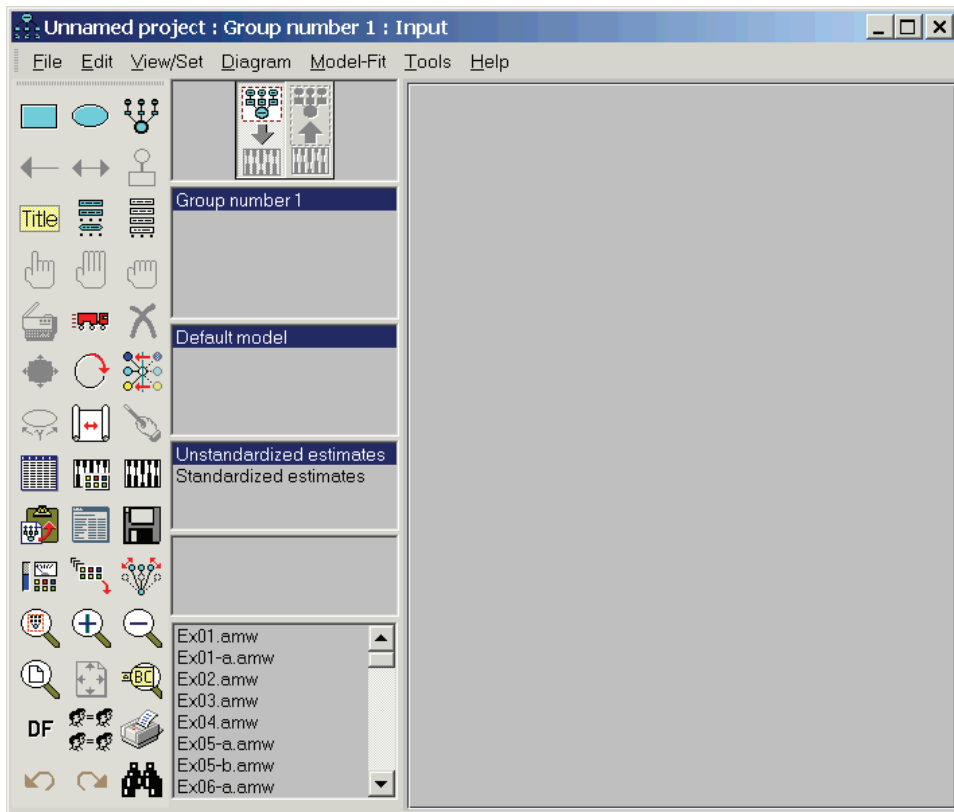 Unnamed project : Group number 1 : Input
File Edit View/Set Diagram Model-Fit Tools Help
Title
Group number 1
Default model
Unstandardized estimates
Standardized estimates
Ex01.amw
Ex01-a.amw
Ex02.amw
Ex03.amw
Ex04.amw
Ex05-a.amw
Ex05-b.amw
Ex06-a.amw
BC
DF